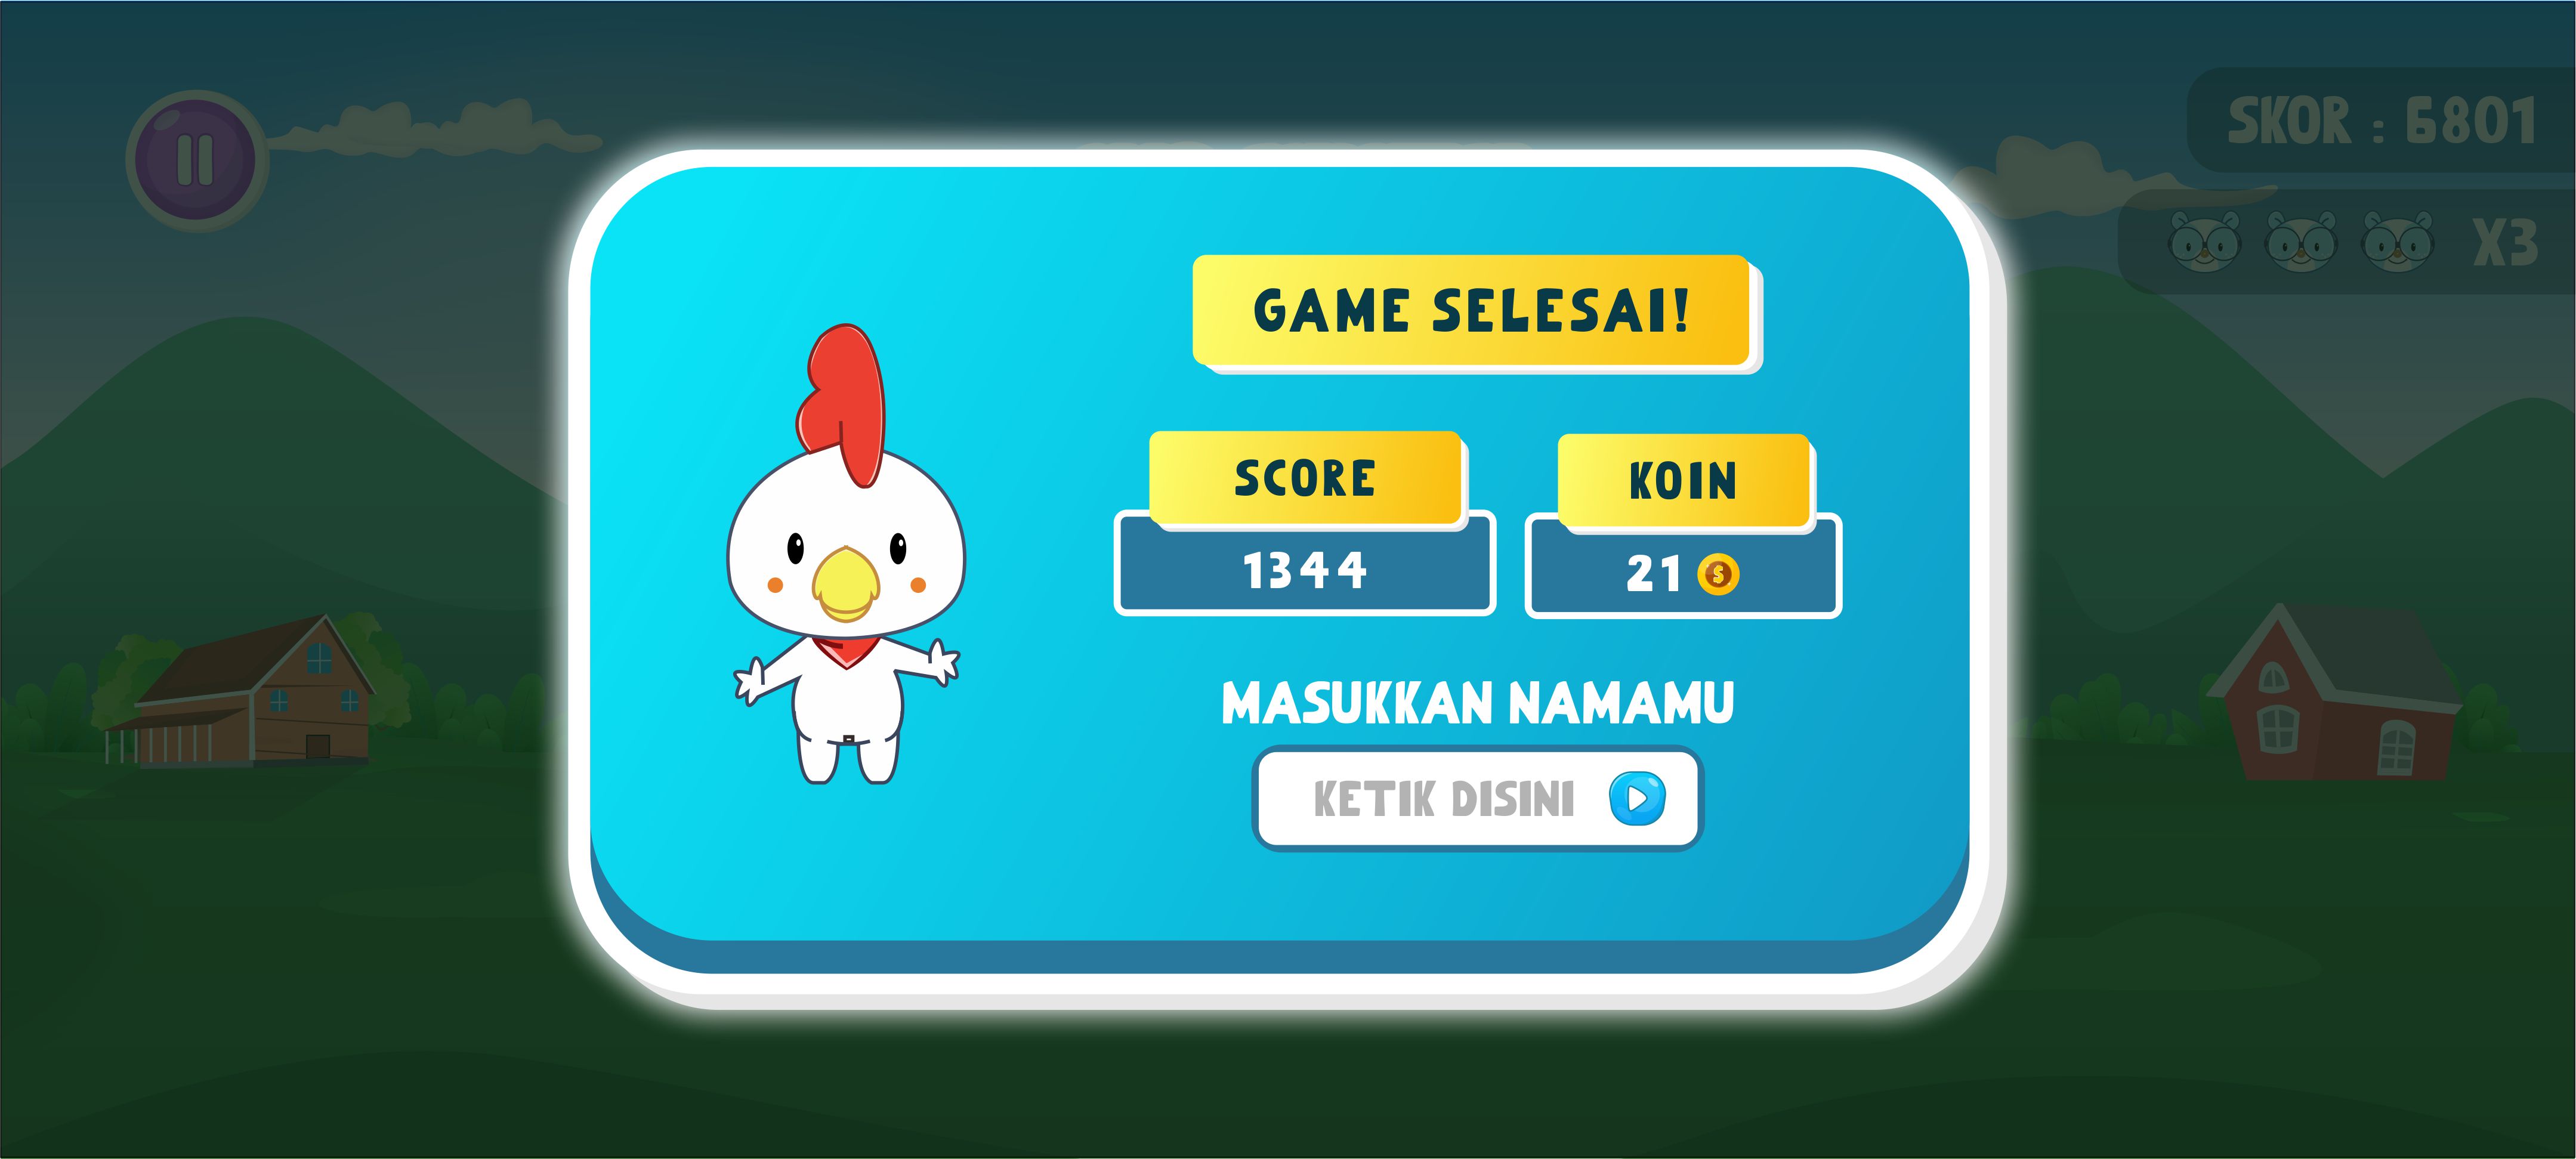 SKOR : 6801
X3
GAME SELESAI!
SCORE
KOIN
1344
21
MASUKKAN NAMAMU
KETIK DISINI